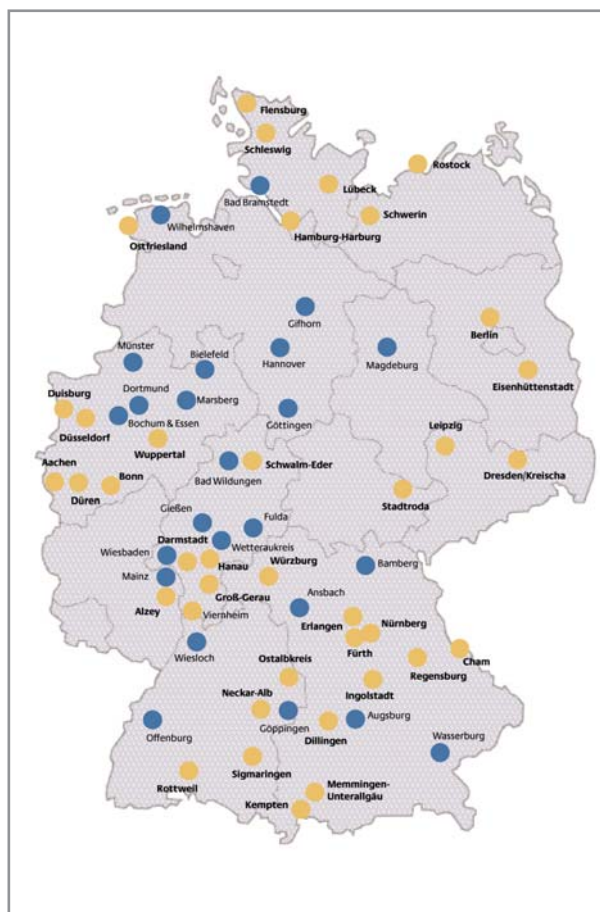 Flensburg
Schleswig
Rostock
Lübeck
Bad Bramstedt
Schwerin
Hamburg-Harburg
Wilhelmshaven
Ostfriesland
Gifhorn
Berlin
Münster
Bielefeld
Hannover
Magdeburg
Eisenhüttenstadt
Duisburg
Dortmund
Marsberg
Bochum & Essen
Göttingen
Düsseldorf
Leipzig
Wuppertal
Aachen
Bonn
Schwalm-Eder
Dresden/Kreischa
Bad Wildungen
Düren
Stadtroda
Gießen
Fulda
Darmstadt
Wetteraukreis
Wiesbaden
Hanau
Würzburg
Bamberg
Mainz
Ansbach
Groß-Gerau
Alzey
Viernheim
Erlangen
Nürnberg
Fürth
Cham
Wiesloch
Ostalbkreis
Regensburg
Neckar-Alb
Ingolstadt
Offenburg
Göppingen
Dillingen
Augsburg
Wasserburg
Sigmaringen
Rottweil
Memmingen-
Unterallgäu
Kempten